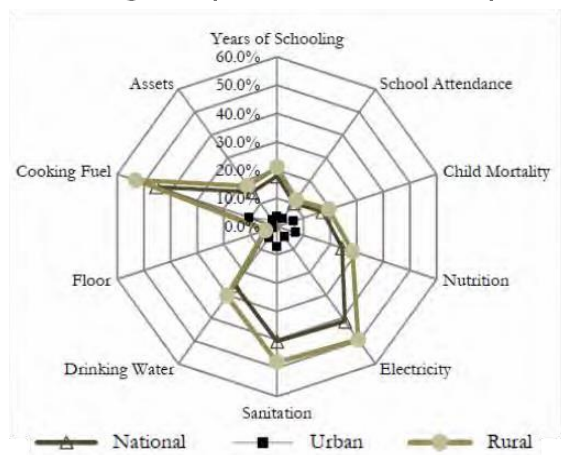 Years of Schooling
60.0%
50.0%
40.0%
30.0%
20.0%
10.0%
0.0%
School Attendance
Child Mortality
Nutrition
Electricity
Sanitation
Drinking Water
Floor
Cooking Fuel
Assets
National
Urban
Rural